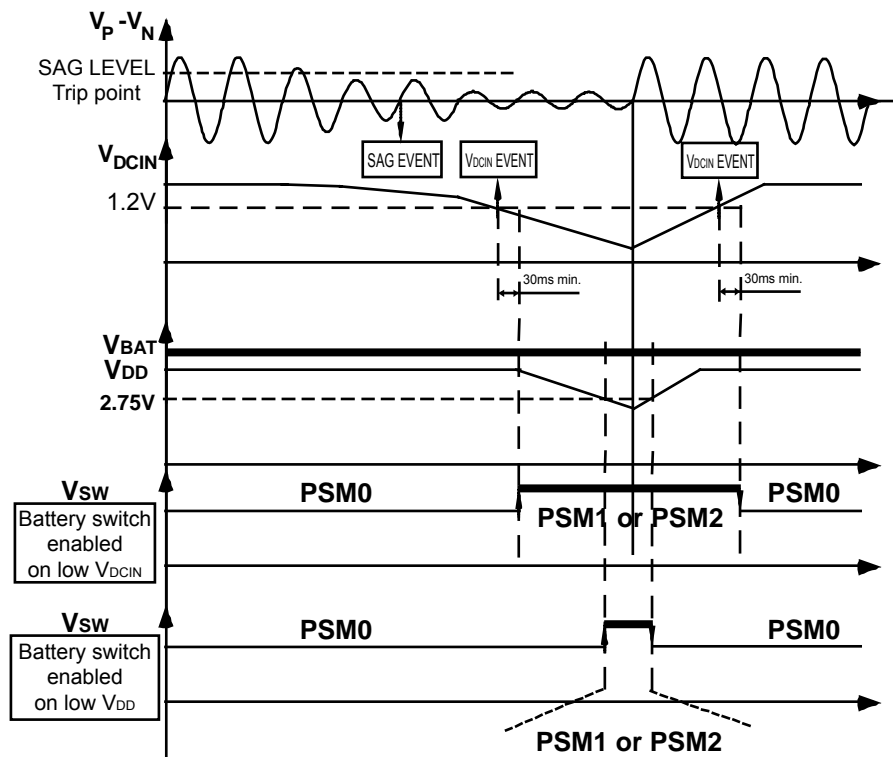 VP -VN
SAG LEVEL
Trip point
SAG EVENT
VDCIN EVENT
VDCIN EVENT
VDCIN
1.2V
30ms min.
30ms min.
VBAT
VDD
2.75V
VSW
PSM0
PSM1 or PSM2
PSM0
Battery switch
enabled
on low VDCIN
VSW
PSM0
PSM0
Battery switch
enabled
on low VDD
PSM1 or PSM2